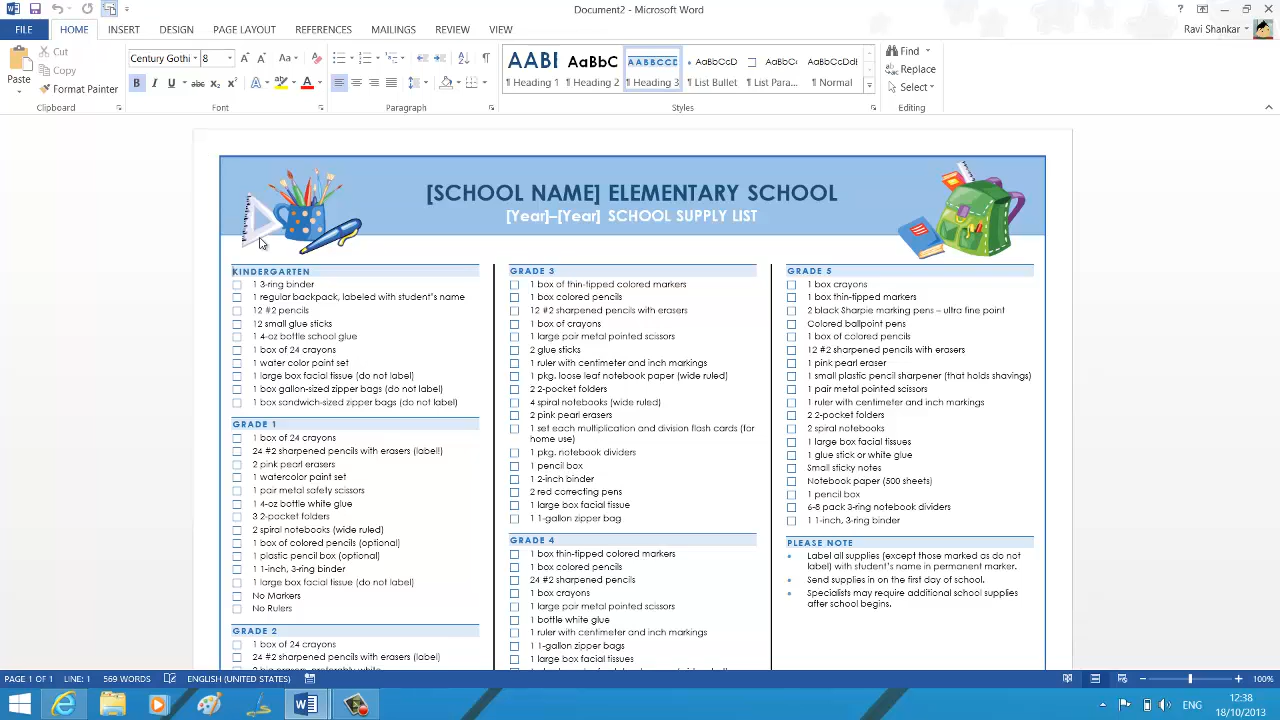 Document2 - Microsoft Word
FILE HOME INSERT DESIGN PAGE LAYOUT REFERENCES MAILINGS REVIEW VIEW
Ravi Shankar
Paste
Cut
Copy
Format Painter
Clipboard
Century Gothi 8
Font
Paragraph
AABI AaBbC AABBCCE AaBbCcD AaBbCi AaBbCcDdi
¶ Heading 1 ¶ Heading 2 ¶ Heading 3 ¶ List Bullet ¶ List Para... ¶ Normal
Styles
Find
Replace
Select
Editing
[SCHOOL NAME] ELEMENTARY SCHOOL
[Year]–[Year] SCHOOL SUPPLY LIST
KINDERGARTEN
1 3-ring binder
1 regular backpack, labeled with student's name
12 #2 pencils
12 small glue sticks
1 4-oz bottle school glue
1 box of 24 crayons
1 water color paint set
1 large box facial tissue (do not label)
1 box gallon-sized zipper bags (do not label)
1 box sandwich-sized zipper bags (do not label)
GRADE 1
1 box of 24 crayons
24 #2 sharpened pencils with erasers (label!)
2 pink pearl erasers
1 watercolor paint set
1 pair metal safety scissors
1 4-oz bottle white glue
3 2-pocket folders
2 spiral notebooks (wide ruled)
1 box of colored pencils (optional)
1 plastic pencil box (optional)
1 1-inch, 3-ring binder
1 large box facial tissue (do not label)
No Markers
No Rulers
GRADE 2
1 box of 24 crayons
24 #2 sharpened pencils with erasers (label)
GRADE 3
1 box of thin-tipped colored markers
1 box colored pencils
12 #2 sharpened pencils with erasers
1 box of crayons
1 large pair metal pointed scissors
2 glue sticks
1 ruler with centimeter and inch markings
1 pkg. loose leaf notebook paper (wide ruled)
2 2-pocket folders
4 spiral notebooks (wide ruled)
2 pink pearl erasers
1 set each multiplication and division flash cards (for
home use)
1 pkg. notebook dividers
1 pencil box
1 2-inch binder
2 red correcting pens
1 large box facial tissue
1 1-gallon zipper bag
GRADE 4
1 box thin-tipped colored markers
1 box colored pencils
24 #2 sharpened pencils
1 box crayons
1 large pair metal pointed scissors
1 bottle white glue
1 ruler with centimeter and inch markings
1 1-gallon zipper bags
1 large box facial tissues
GRADE 5
1 box crayons
1 box thin-tipped markers
2 black Sharpie marking pens – ultra fine point
Colored ballpoint pens
1 box of colored pencils
12 #2 sharpened pencils with erasers
1 pink pearl eraser
1 small plastic pencil sharpener (that holds shavings)
1 pair metal pointed scissors
1 ruler with centimeter and inch markings
2 2-pocket folders
2 spiral notebooks
1 large box facial tissues
1 glue stick or white glue
Small sticky notes
Notebook paper (500 sheets)
1 pencil box
6-8 pack 3-ring notebook dividers
1 1-inch, 3-ring binder
PLEASE NOTE
Label all supplies (except those marked as do not
label) with student's name in permanent marker.
Send supplies in on the first day of school.
Specialists may require additional school supplies
after school begins.
PAGE 1 OF 1 LINE: 1 569 WORDS ENGLISH (UNITED STATES)
100%
ENG
12:38
18/10/2013